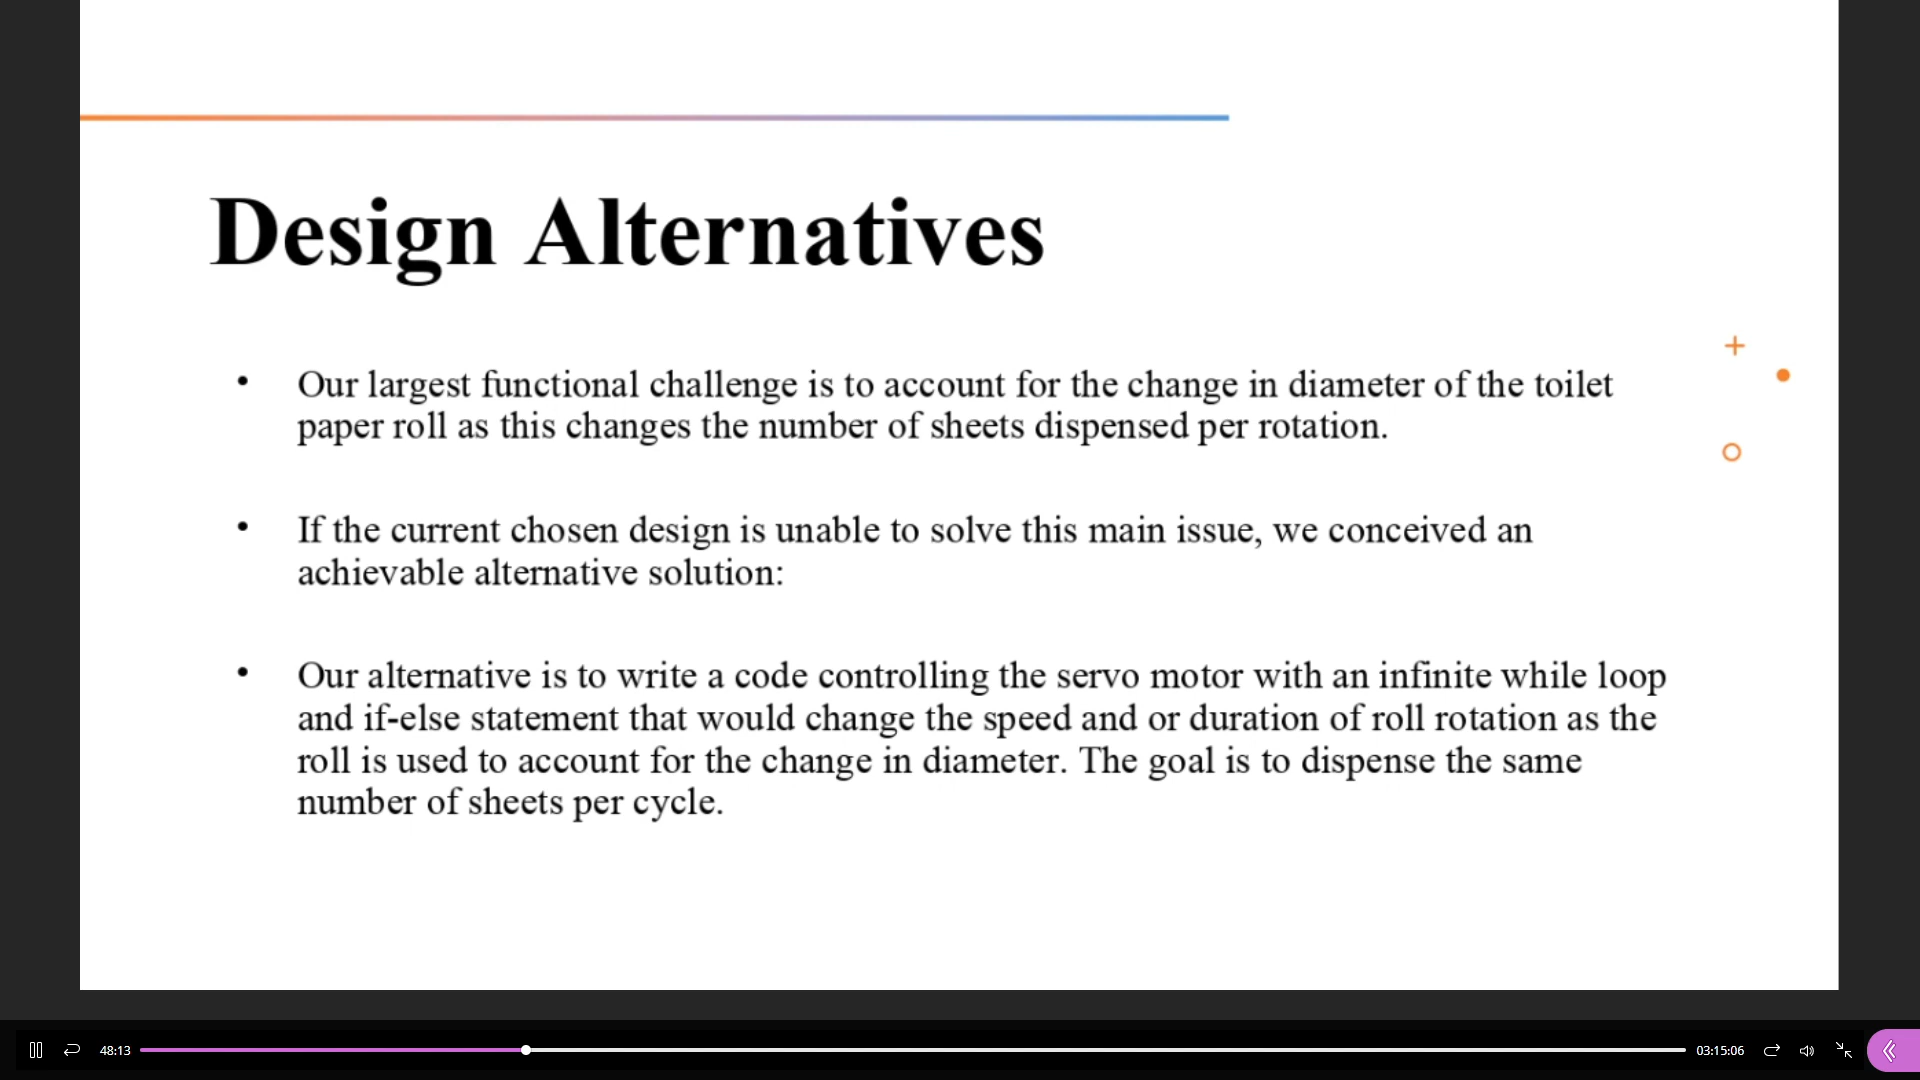 Design Alternatives
• Our largest functional challenge is to account for the change in diameter of the toilet
paper roll as this changes the number of sheets dispensed per rotation.
• If the current chosen design is unable to solve this main issue, we conceived an
achievable alternative solution:
• Our alternative is to write a code controlling the servo motor with an infinite while loop
and if-else statement that would change the speed and or duration of roll rotation as the
roll is used to account for the change in diameter. The goal is to dispense the same
number of sheets per cycle.
48:13
03:15:06